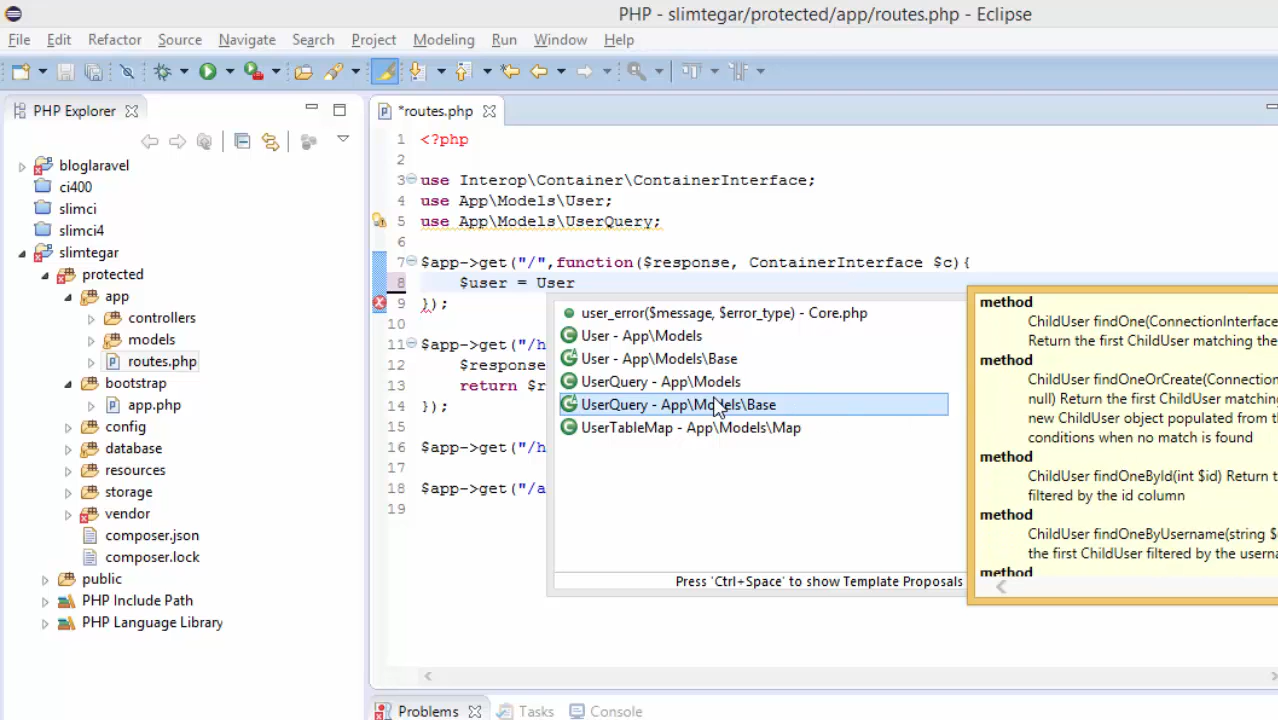 PHP - slimtegar/protected/app/routes.php - Eclipse
File Edit Refactor Source Navigate Search Project Modeling Run Window Help
PHP Explorer
bloglaravel
ci400
slimci
slimci4
slimtegar
protected
app
controllers
models
routes.php
bootstrap
app.php
config
database
resources
storage
vendor
composer.json
composer.lock
public
PHP Include Path
PHP Language Library
*routes.php
1 <?php
2
3 use Interop\Container\ContainerInterface;
4 use App\Models\User;
5 use App\Models\UserQuery;
6
7 $app->get("/",function($response, ContainerInterface $c){
8 $user = User
9 });
10
11 $app->get("/h
12 $response
13 return $r
14 });
15
16 $app->get("/h
17
18 $app->get("/a
19
user_error($message, $error_type) - Core.php
User - App\Models
User - App\Models\Base
UserQuery - App\Models
UserQuery - App\Models\Base
UserTableMap - App\Models\Map
Press 'Ctrl+Space' to show Template Proposals
method
ChildUser findOne(ConnectionInterface
Return the first ChildUser matching the
method
ChildUser findOneOrCreate(Connection
null) Return the first ChildUser matching
new ChildUser object populated from the
conditions when no match is found
method
ChildUser findOneById(int $id) Return t
filtered by the id column
method
ChildUser findOneByUsername(string $
the first ChildUser filtered by the userna
method
Problems Tasks Console